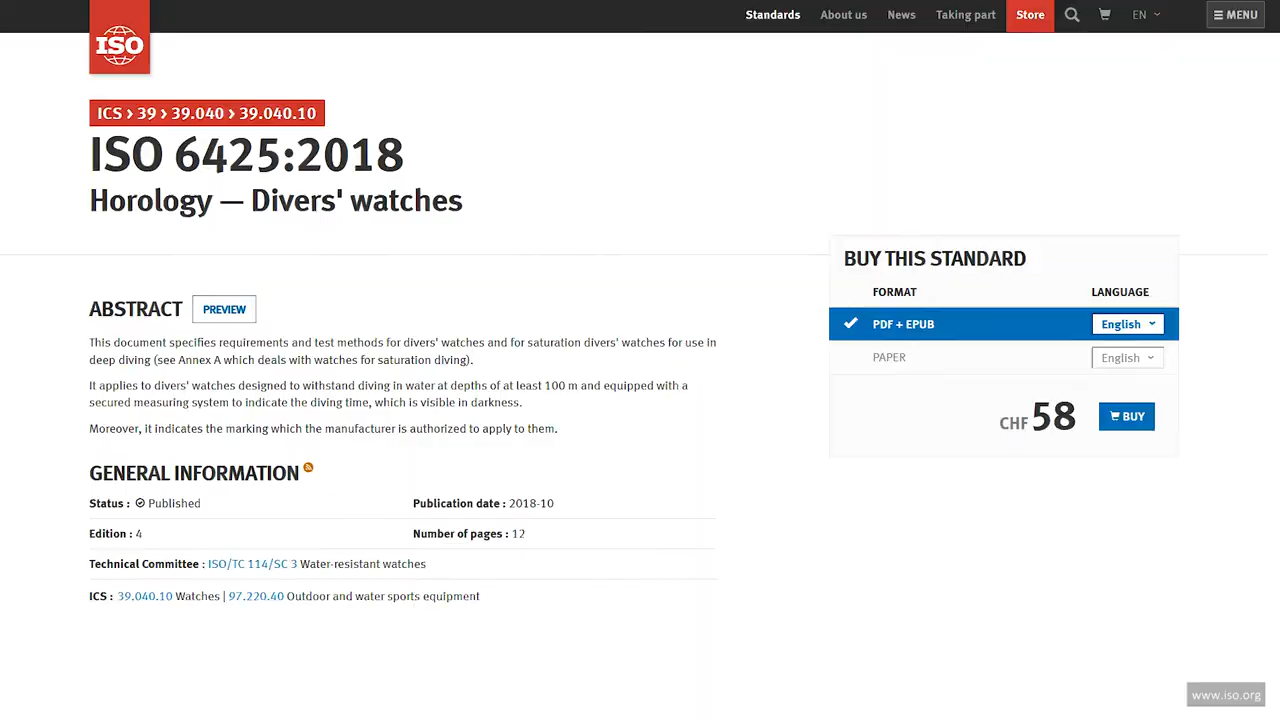 Standards About us News Taking part Store EN MENU
ISO
ICS › 39 › 39.040 › 39.040.10
ISO 6425:2018
Horology — Divers' watches
BUY THIS STANDARD
FORMAT LANGUAGE
PDF + EPUB English
PAPER English
CHF 58 BUY
ABSTRACT PREVIEW
This document specifies requirements and test methods for divers' watches and for saturation divers' watches for use in
deep diving (see Annex A which deals with watches for saturation diving).
It applies to divers' watches designed to withstand diving in water at depths of at least 100 m and equipped with a
secured measuring system to indicate the diving time, which is visible in darkness.
Moreover, it indicates the marking which the manufacturer is authorized to apply to them.
GENERAL INFORMATION
Status : Published Publication date : 2018-10
Edition : 4 Number of pages : 12
Technical Committee : ISO/TC 114/SC 3 Water-resistant watches
ICS : 39.040.10 Watches | 97.220.40 Outdoor and water sports equipment
www.iso.org